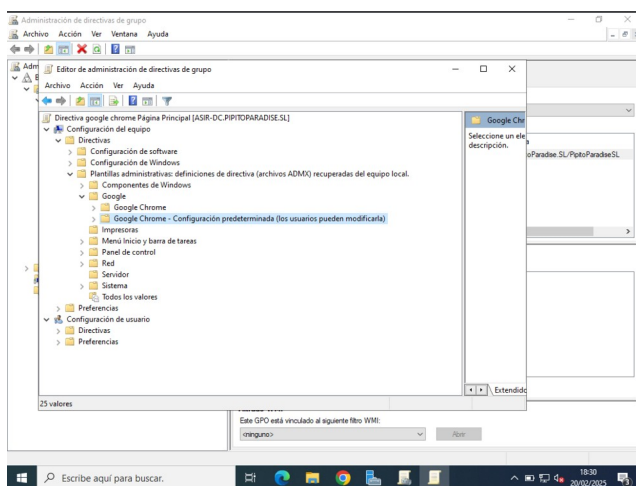 Administración de directivas de grupo
Archivo Acción Ver Ventana Ayuda
Editor de administración de directivas de grupo
Archivo Acción Ver Ayuda
Directiva google chrome Página Principal [ASIR-DC.PIPITOPARADISE.SL]
Configuración del equipo
Directivas
Configuración de software
Configuración de Windows
Plantillas administrativas: definiciones de directiva (archivos ADMX) recuperadas del equipo local.
Componentes de Windows
Google
Google Chrome
Google Chrome - Configuración predeterminada (los usuarios pueden modificarla)
Impresoras
Menú Inicio y barra de tareas
Panel de control
Red
Servidor
Sistema
Todos los valores
Preferencias
Configuración de usuario
Directivas
Preferencias
Google Chr
Seleccione un ele
descripción.
oParadise.SL/PipitoParadiseSL
Extendido
25 valores
Este GPO está vinculado al siguiente filtro WMI:
<ninguno>
Abrir
Escribe aquí para buscar.
18:30
20/02/2025